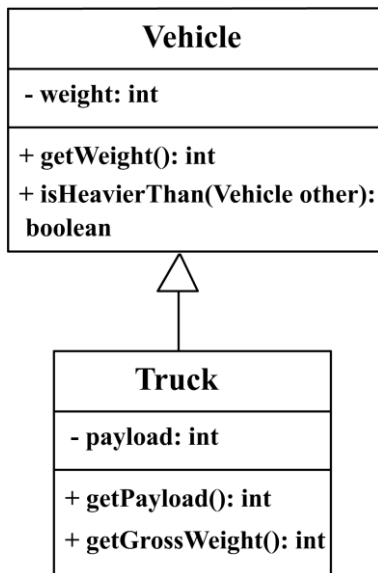 Vehicle
- weight: int
+ getWeight(): int
+ isHeavierThan(Vehicle other):
boolean
Truck
- payload: int
+ getPayload(): int
+ getGrossWeight(): int